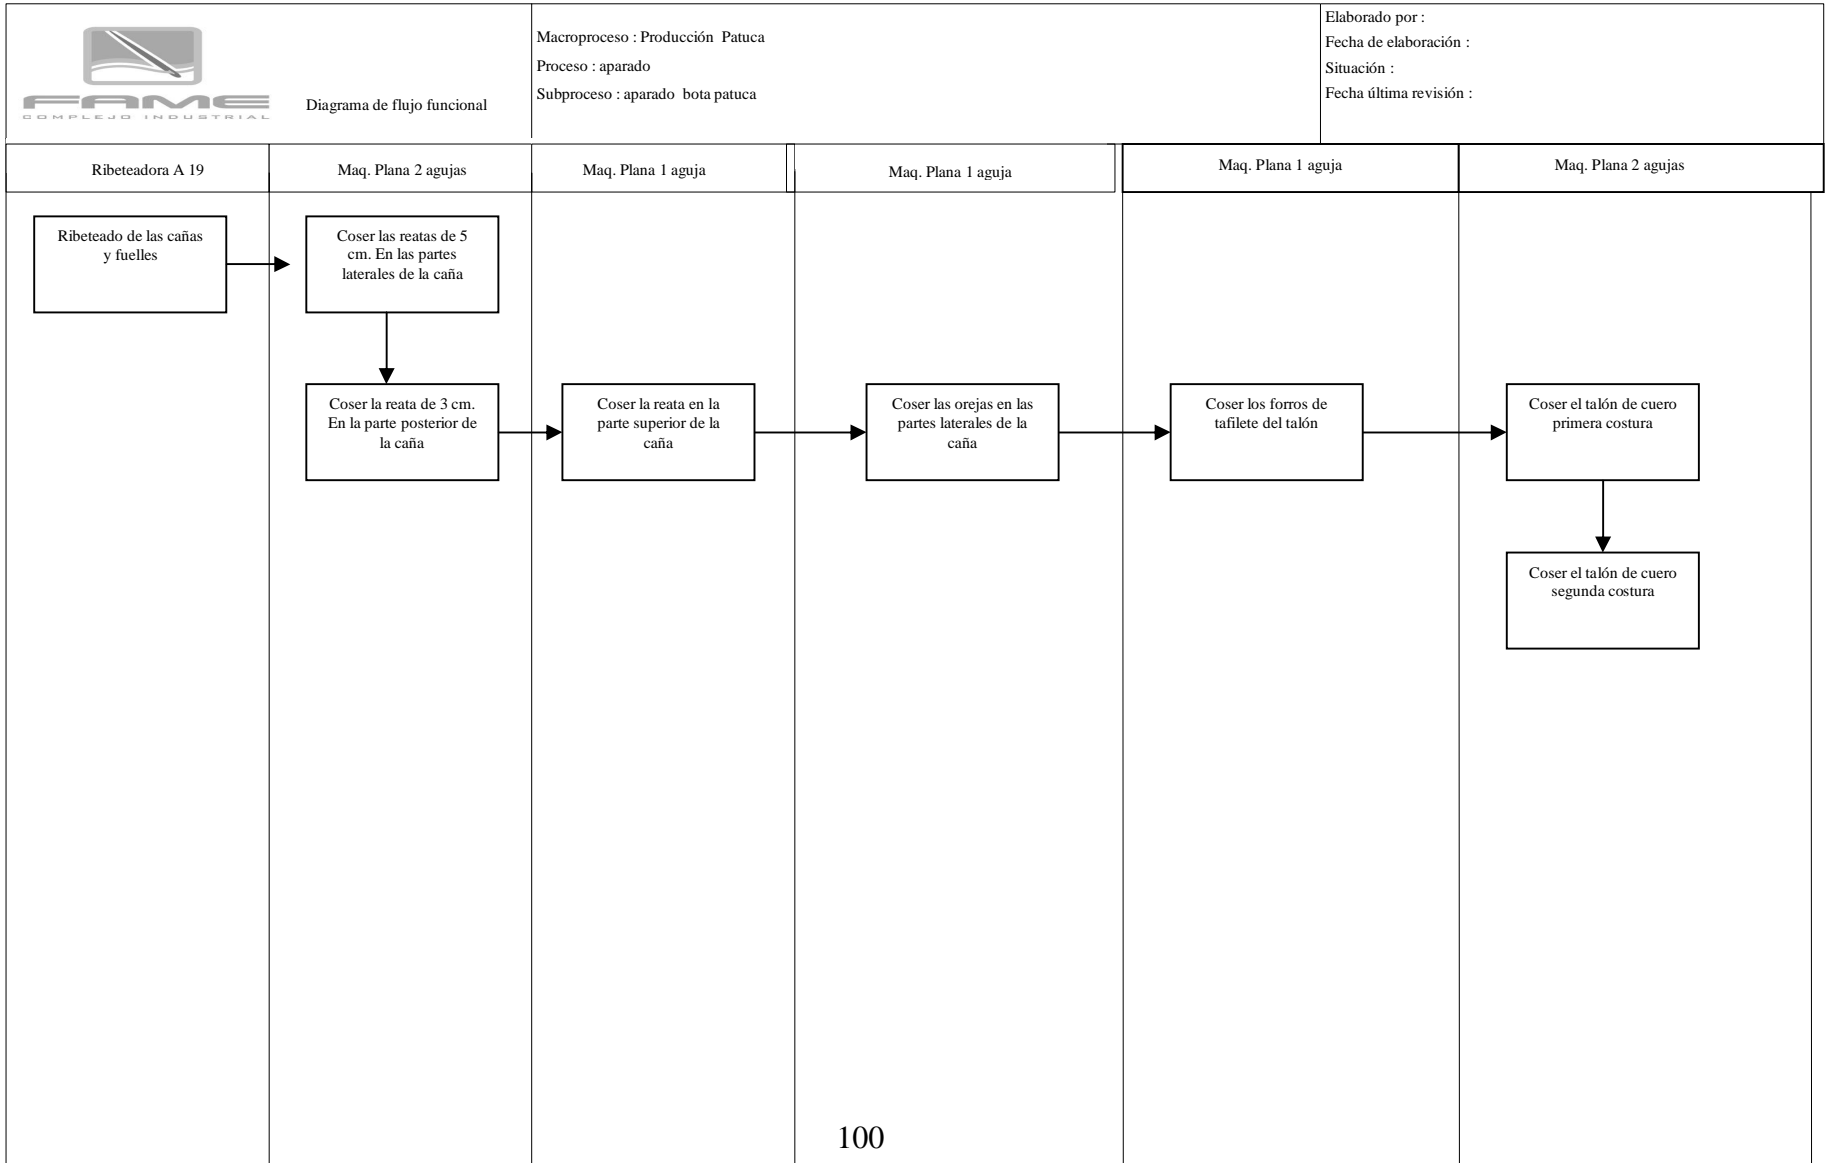 FAME
COMPLEJO INDUSTRIAL
Diagrama de flujo funcional
Macroproceso : Producción Patuca
Proceso : aparado
Subproceso : aparado bota patuca
Elaborado por :
Fecha de elaboración :
Situación :
Fecha última revisión :
Ribeteadora A 19
Maq. Plana 2 agujas
Maq. Plana 1 aguja
Maq. Plana 1 aguja
Maq. Plana 1 aguja
Maq. Plana 2 agujas
Ribeteado de las cañas
y fuelles
Coser las reatas de 5
cm. En las partes
laterales de la caña
Coser la reata de 3 cm.
En la parte posterior de
la caña
Coser la reata en la
parte superior de la
caña
Coser las orejas en las
partes laterales de la
caña
Coser los forros de
tafilete del talón
Coser el talón de cuero
primera costura
Coser el talón de cuero
segunda costura
100